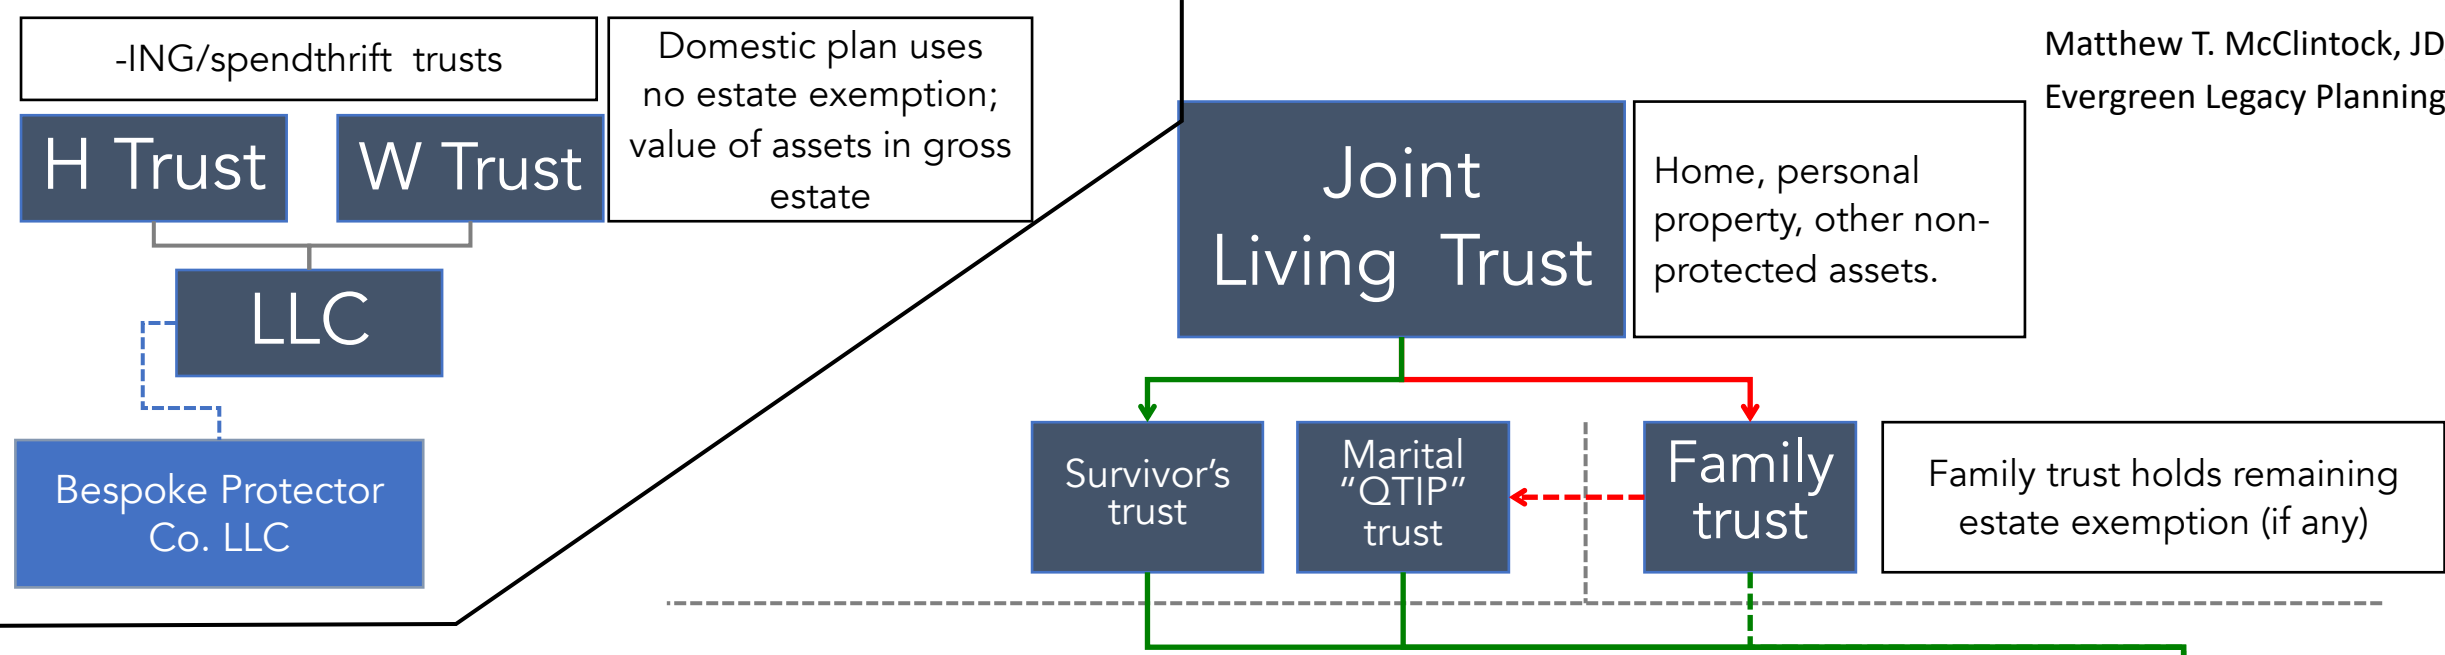 -ING/spendthrift trusts
Domestic plan uses
no estate exemption;
value of assets in gross
estate
Matthew T. McClintock, JD
Evergreen Legacy Planning
H Trust
W Trust
LLC
Bespoke Protector
Co. LLC
Joint
Living Trust
Home, personal
property, other non-
protected assets.
Survivor’s
trust
Marital
“QTIP”
trust
Family
trust
Family trust holds remaining
estate exemption (if any)